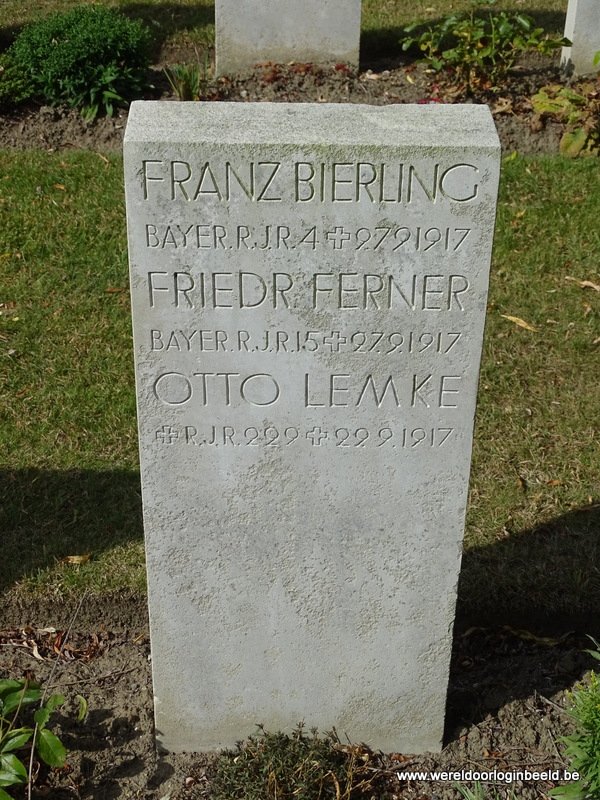 FRANZ BIERLING
BAYER.R.J.R.4 ✠ 27.9.1917
FRIEDR. FERNER
BAYER.R.J.R.15 ✠ 27.9.1917
OTTO LEMKE
✠ R.J.R.229 ✠ 29.9.1917
www.wereldoorloginbeeld.be